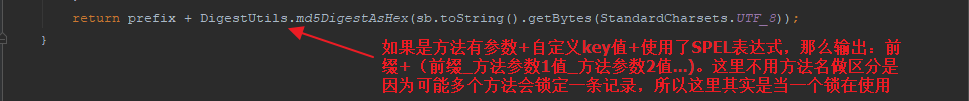 return prefix + DigestUtils.md5DigestAsHex(sb.toString().getBytes(StandardCharsets.UTF_8));
}
如果是方法有参数+自定义key值+使用了SPEL表达式，那么输出：前
缀+（前缀_方法参数1值_方法参数2值...)。这里不用方法名做区分是
因为可能多个方法会锁定一条记录，所以这里其实是当一个锁在使用